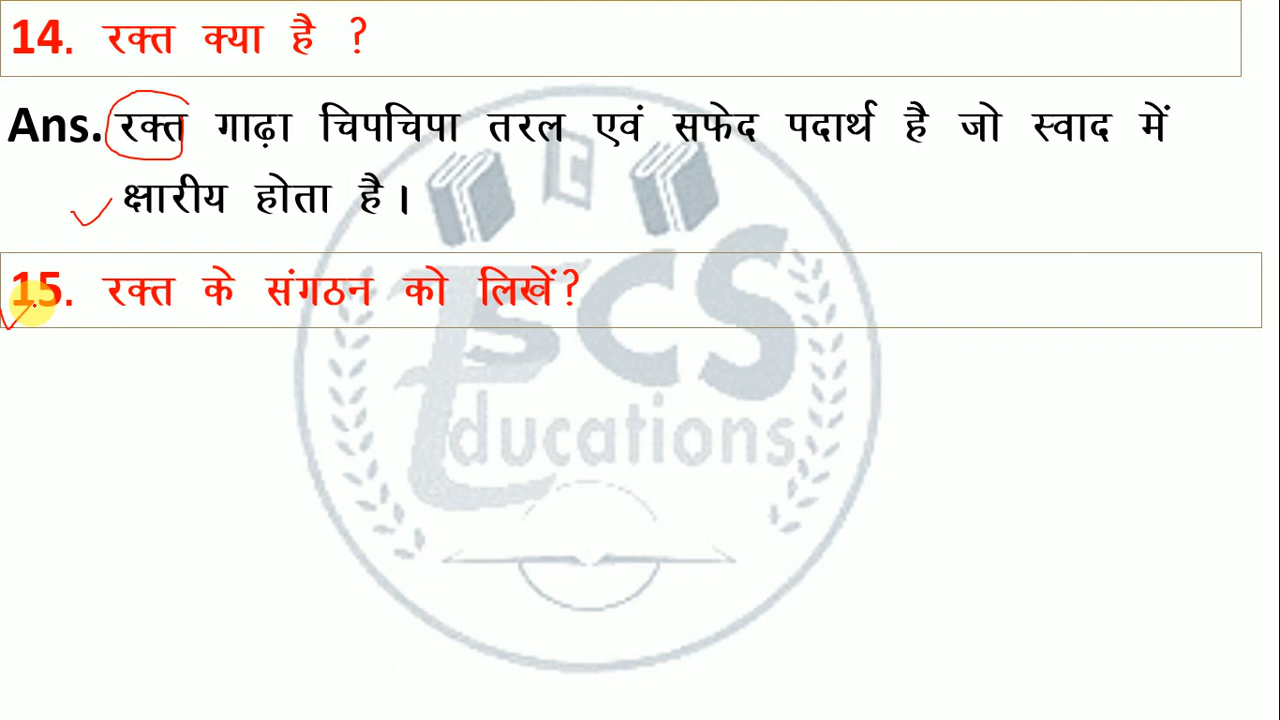 14. रक्त क्या है ?
Ans. रक्त गाढ़ा चिपचिपा तरल एवं सफेद पदार्थ है जो स्वाद में
क्षारीय होता है।
15. रक्त के संगठन को लिखें?
SCS
Educations